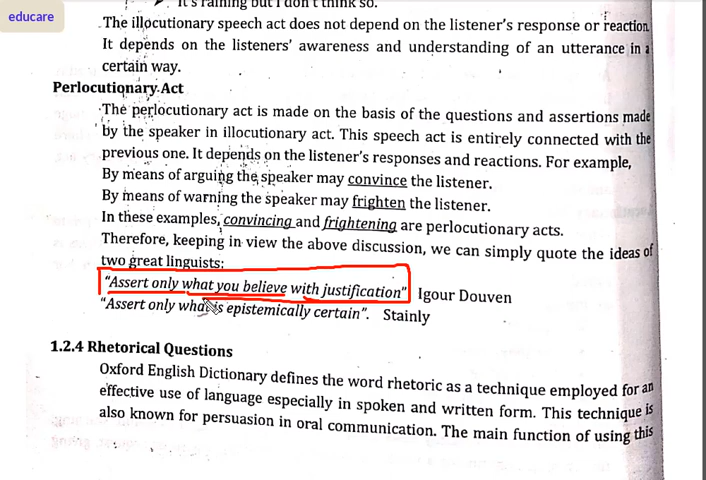 educare
It's raining but I don't think so.
The illocutionary speech act does not depend on the listener's response or reaction.
It depends on the listeners' awareness and understanding of an utterance in a
certain way.
Perlocutionary Act
The perlocutionary act is made on the basis of the questions and assertions made
by the speaker in illocutionary act. This speech act is entirely connected with the
previous one. It depends on the listener's responses and reactions. For example,
By means of arguing the speaker may convince the listener.
By means of warning the speaker may frighten the listener.
In these examples, convincing and frightening are perlocutionary acts.
Therefore, keeping in view the above discussion, we can simply quote the ideas of
two great linguists:
"Assert only what you believe with justification" Igour Douven
"Assert only what is epistemically certain". Stainly
1.2.4 Rhetorical Questions
Oxford English Dictionary defines the word rhetoric as a technique employed for an
effective use of language especially in spoken and written form. This technique is
also known for persuasion in oral communication. The main function of using this